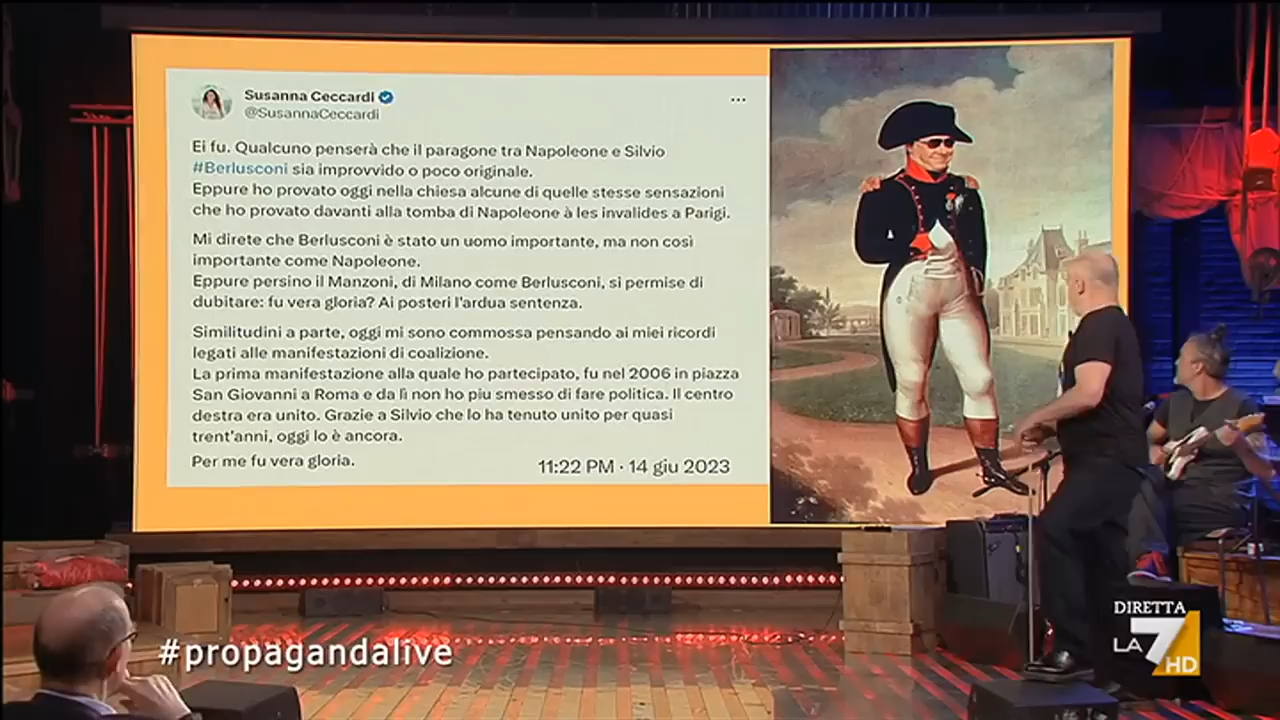 Susanna Ceccardi
@SusannaCeccardi
Ei fu. Qualcuno penserà che il paragone tra Napoleone e Silvio
#Berlusconi sia improvvido o poco originale.
Eppure ho provato oggi nella chiesa alcune di quelle stesse sensazioni
che ho provato davanti alla tomba di Napoleone à les invalides a Parigi.
Mi direte che Berlusconi è stato un uomo importante, ma non così
importante come Napoleone.
Eppure persino il Manzoni, di Milano come Berlusconi, si permise di
dubitare: fu vera gloria? Ai posteri l'ardua sentenza.
Similitudini a parte, oggi mi sono commossa pensando ai miei ricordi
legati alle manifestazioni di coalizione.
La prima manifestazione alla quale ho partecipato, fu nel 2006 in piazza
San Giovanni a Roma e da lì non ho piu smesso di fare politica. Il centro
destra era unito. Grazie a Silvio che lo ha tenuto unito per quasi
trent'anni, oggi lo è ancora.
Per me fu vera gloria.
11:22 PM · 14 giu 2023
#propagandalive
DIRETTA
LA 7 HD